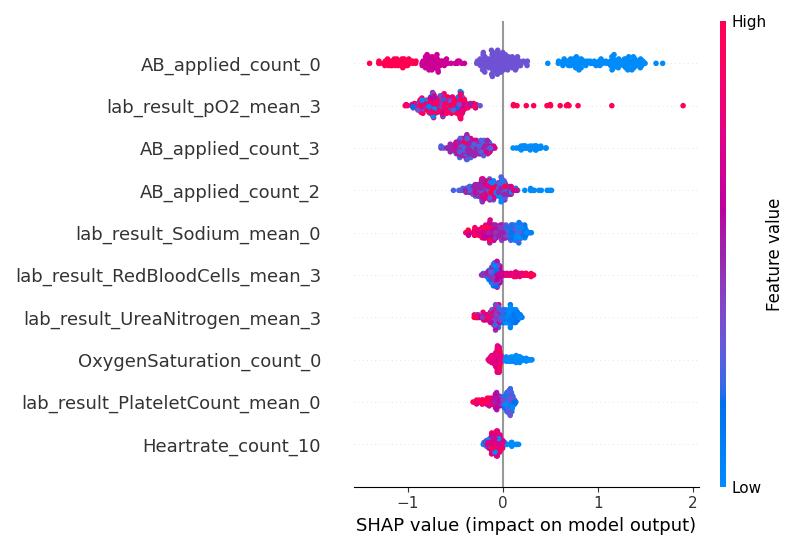 High
AB_applied_count_0
lab_result_pO2_mean_3
AB_applied_count_3
AB_applied_count_2
lab_result_Sodium_mean_0
lab_result_RedBloodCells_mean_3
lab_result_UreaNitrogen_mean_3
OxygenSaturation_count_0
lab_result_PlateletCount_mean_0
Heartrate_count_10
Feature value
Low
−1 0 1 2
SHAP value (impact on model output)